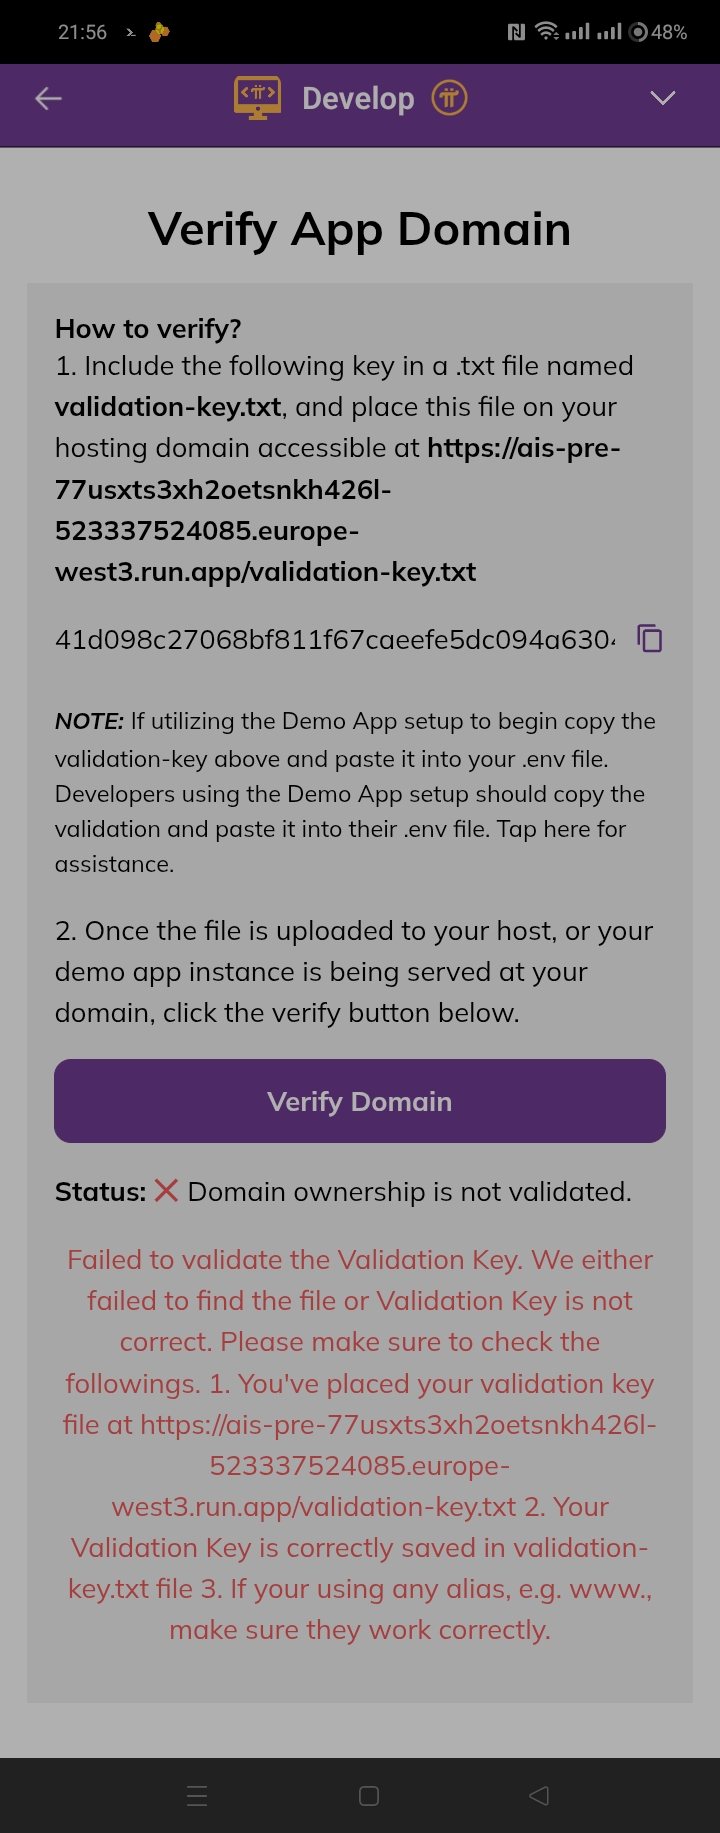 21:56
48%
Develop
Verify App Domain
How to verify?
1. Include the following key in a .txt file named
validation-key.txt, and place this file on your
hosting domain accessible at https://ais-pre-
77usxts3xh2oetsnkh426l-
523337524085.europe-
west3.run.app/validation-key.txt
41d098c27068bf811f67caeefe5dc094a630
NOTE: If utilizing the Demo App setup to begin copy the
validation-key above and paste it into your .env file.
Developers using the Demo App setup should copy the
validation and paste it into their .env file. Tap here for
assistance.
2. Once the file is uploaded to your host, or your
demo app instance is being served at your
domain, click the verify button below.
Verify Domain
Status: ❌ Domain ownership is not validated.
Failed to validate the Validation Key. We either
failed to find the file or Validation Key is not
correct. Please make sure to check the
followings. 1. You've placed your validation key
file at https://ais-pre-77usxts3xh2oetsnkh426l-
523337524085.europe-
west3.run.app/validation-key.txt 2. Your
Validation Key is correctly saved in validation-
key.txt file 3. If your using any alias, e.g. www.,
make sure they work correctly.